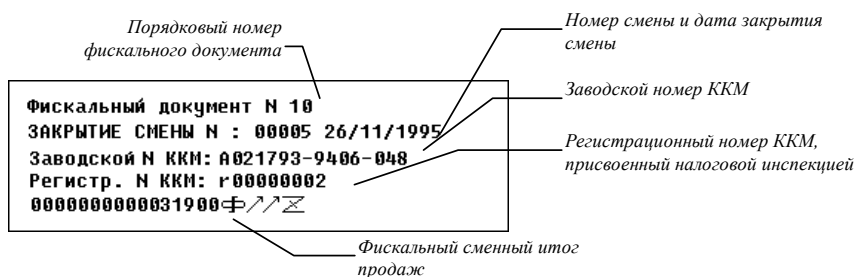 Порядковый номер
фискального документа
Номер смены и дата закрытия
смены
Заводской номер ККМ
Регистрационный номер ККМ,
присвоенный налоговой инспекцией
Фискальный документ N 10
ЗАКРЫТИЕ СМЕНЫ N : 00005 26/11/1995
Заводской N ККМ: A021793-9406-048
Регистр. N ККМ: r00000002
0000000000031900
Фискальный сменный итог
продаж